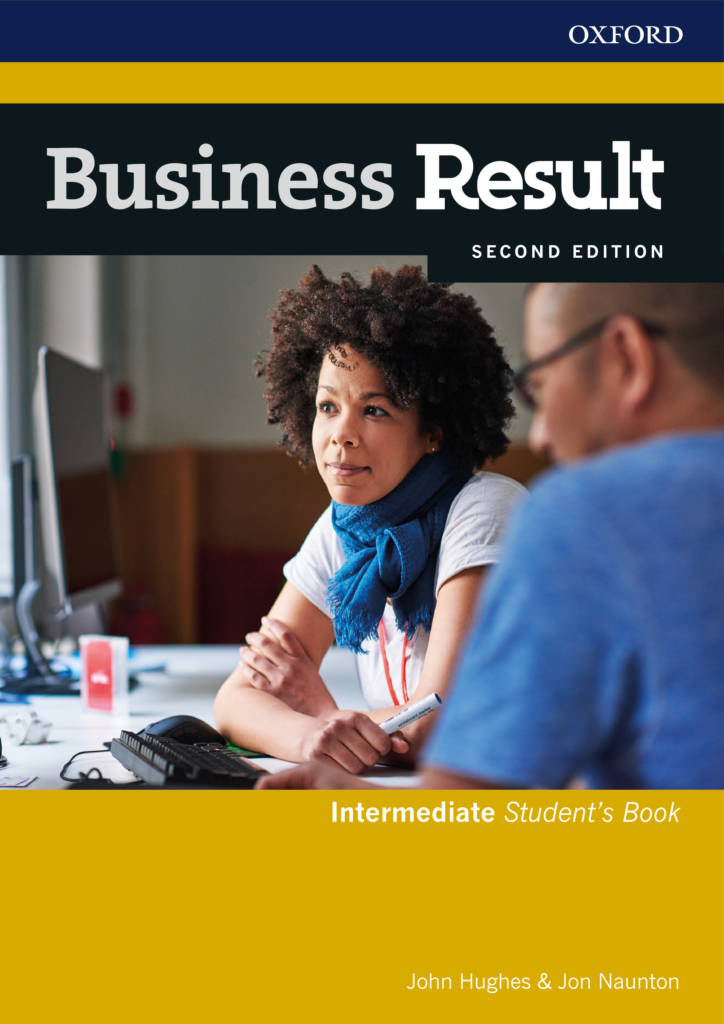 OXFORD
Business Result
SECOND EDITION
Intermediate Student's Book
John Hughes & Jon Naunton